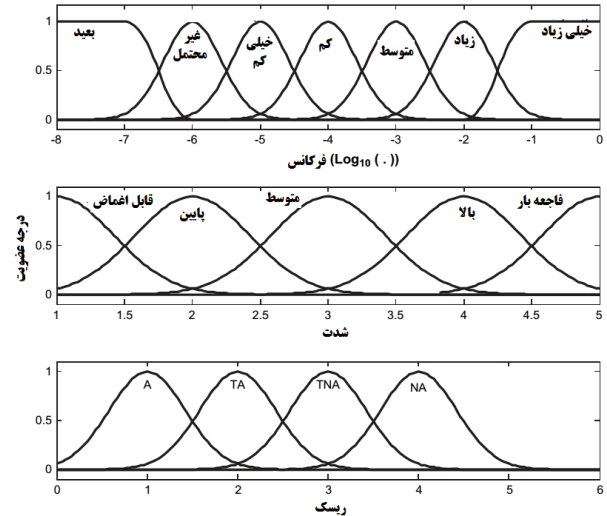 بعید
غیر
محتمل
خیلی
کم
کم
متوسط
زیاد
خیلی زیاد
1
0.5
0
-8 -7 -6 -5 -4 -3 -2 -1 0
فرکانس (Log10 ( . ))
قابل اغماض
پایین
متوسط
بالا
فاجعه بار
1
0.5
0
1 1.5 2 2.5 3 3.5 4 4.5 5
درجه عضویت
شدت
A TA TNA NA
1
0.5
0
0 1 2 3 4 5 6
ریسک